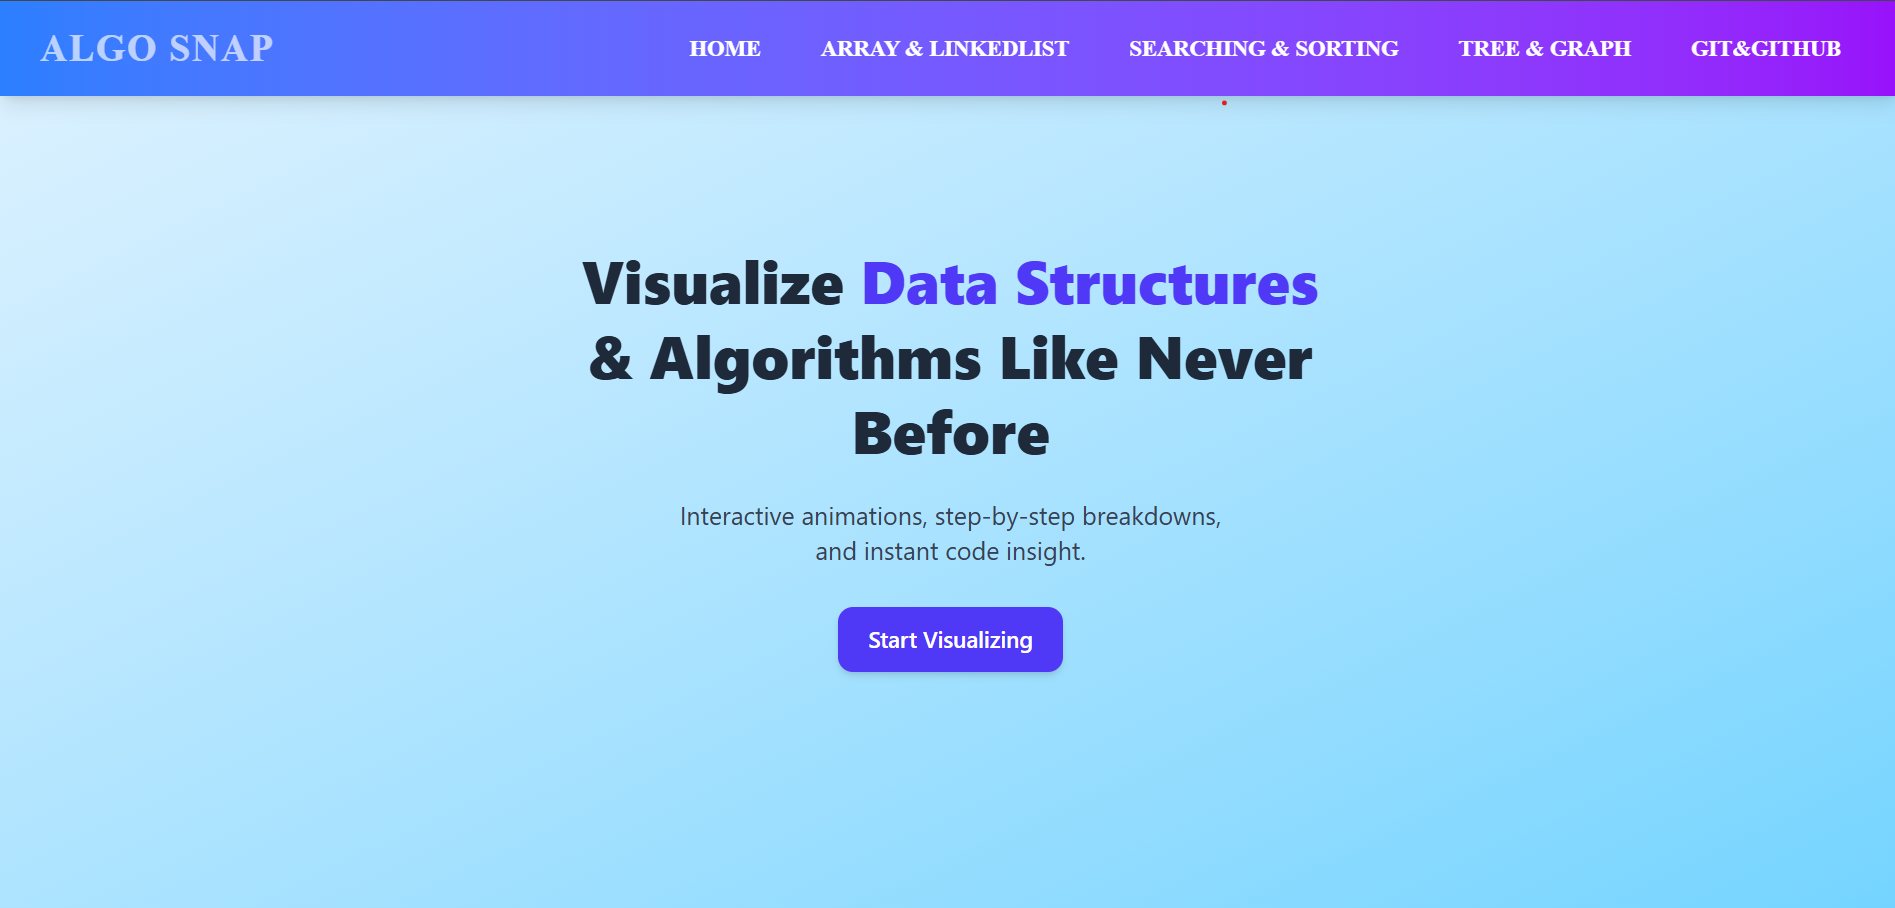 ALGO SNAP
HOME
ARRAY & LINKEDLIST
SEARCHING & SORTING
TREE & GRAPH
GIT&GITHUB
Visualize Data Structures
& Algorithms Like Never
Before
Interactive animations, step-by-step breakdowns,
and instant code insight.
Start Visualizing